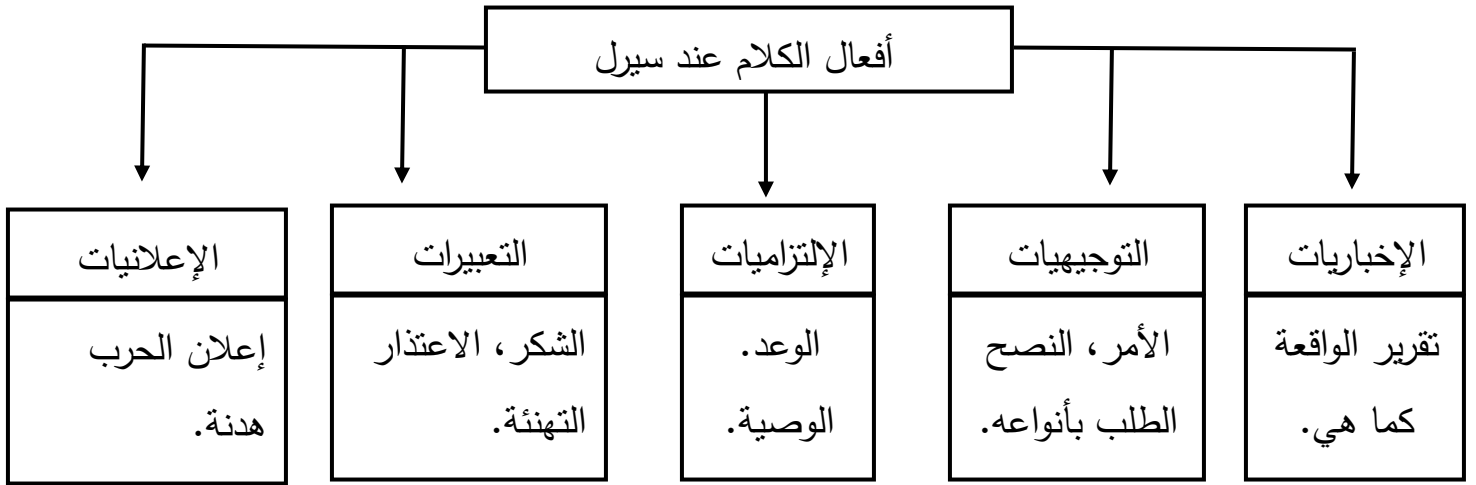 أفعال الكلام عند سيرل
الإخباريات
تقرير الواقعة
كما هي.
التوجيهيات
الأمر، النصح
الطلب بأنواعه.
الإلتزاميات
الوعد.
الوصية.
التعبيرات
الشكر، الاعتذار
التهنئة.
الإعلانيات
إعلان الحرب
هدنة.